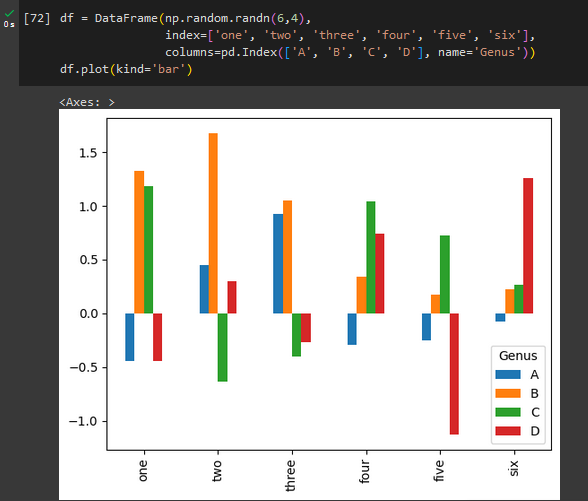 [72] df = DataFrame(np.random.randn(6,4),
index=['one', 'two', 'three', 'four', 'five', 'six'],
columns=pd.Index(['A', 'B', 'C', 'D'], name='Genus'))
0s
df.plot(kind='bar')
<Axes: >
1.5
1.0
0.5
0.0
−0.5
−1.0
Genus
A
B
C
D
one
two
three
four
five
six